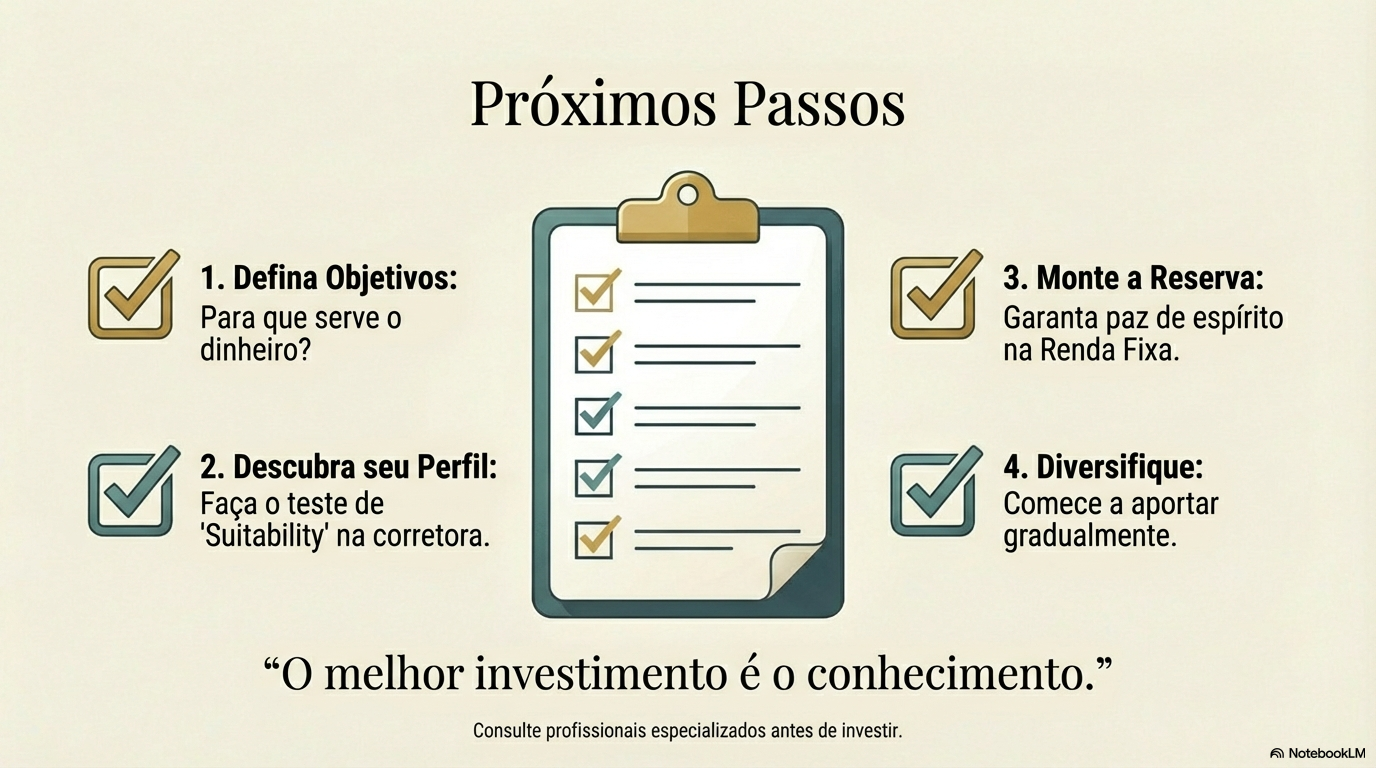 Próximos Passos
1. Defina Objetivos:
Para que serve o
dinheiro?
2. Descubra seu Perfil:
Faça o teste de
'Suitability' na corretora.
3. Monte a Reserva:
Garanta paz de espírito
na Renda Fixa.
4. Diversifique:
Comece a aportar
gradualmente.
“O melhor investimento é o conhecimento.”
Consulte profissionais especializados antes de investir.
NotebookLM